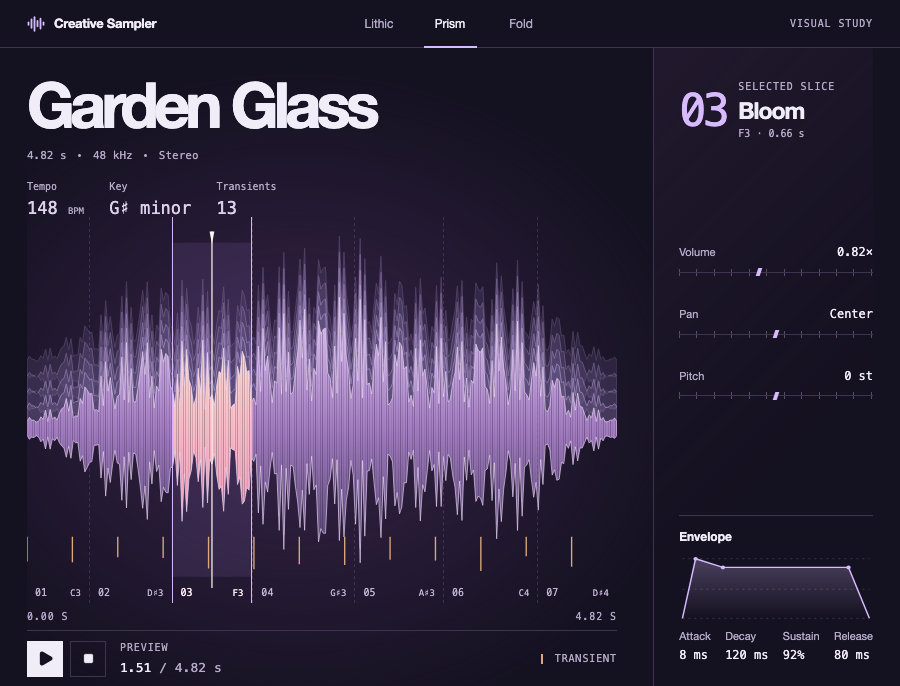 Creative Sampler
Lithic Prism Fold
VISUAL STUDY
Garden Glass
4.82 s • 48 kHz • Stereo
Tempo Key Transients
148 BPM G♯ minor 13
01 C3 02 D♯3 03 F3 04 G♯3 05 A♯3 06 C4 07 D♯4
0.00 S 4.82 S
PREVIEW
1.51 / 4.82 s
TRANSIENT
03
SELECTED SLICE
Bloom
F3 · 0.66 s
Volume 0.82×
Pan Center
Pitch 0 st
Envelope
Attack Decay Sustain Release
8 ms 120 ms 92% 80 ms